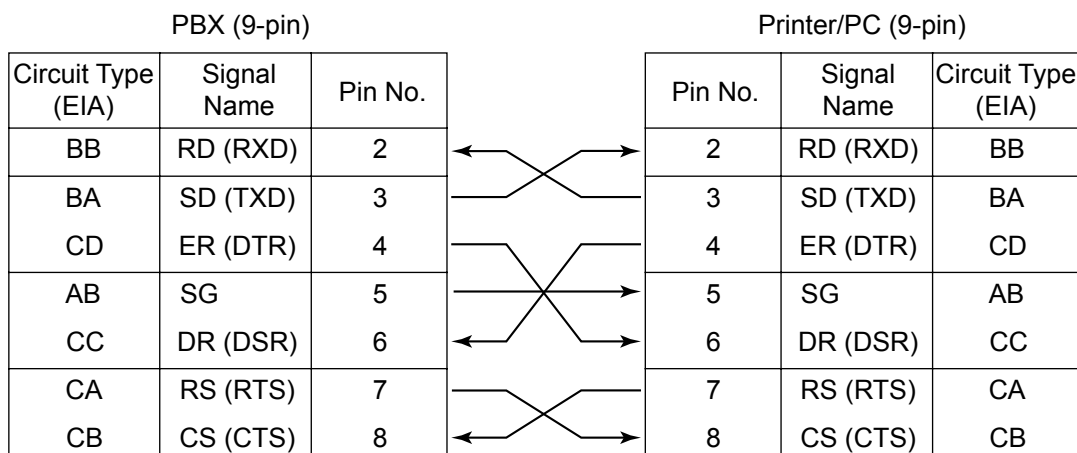 PBX (9-pin) Printer/PC (9-pin)
Circuit Type (EIA) Signal Name Pin No. Pin No. Signal Name Circuit Type (EIA)
BB RD (RXD) 2 2 RD (RXD) BB
BA SD (TXD) 3 3 SD (TXD) BA
CD ER (DTR) 4 4 ER (DTR) CD
AB SG 5 5 SG AB
CC DR (DSR) 6 6 DR (DSR) CC
CA RS (RTS) 7 7 RS (RTS) CA
CB CS (CTS) 8 8 CS (CTS) CB